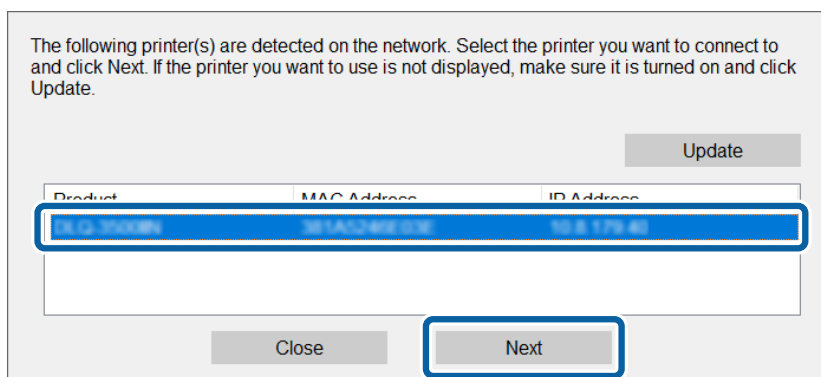 The following printer(s) are detected on the network. Select the printer you want to connect to
and click Next. If the printer you want to use is not displayed, make sure it is turned on and click
Update.
Update
Product MAC Address IP Address
Close Next